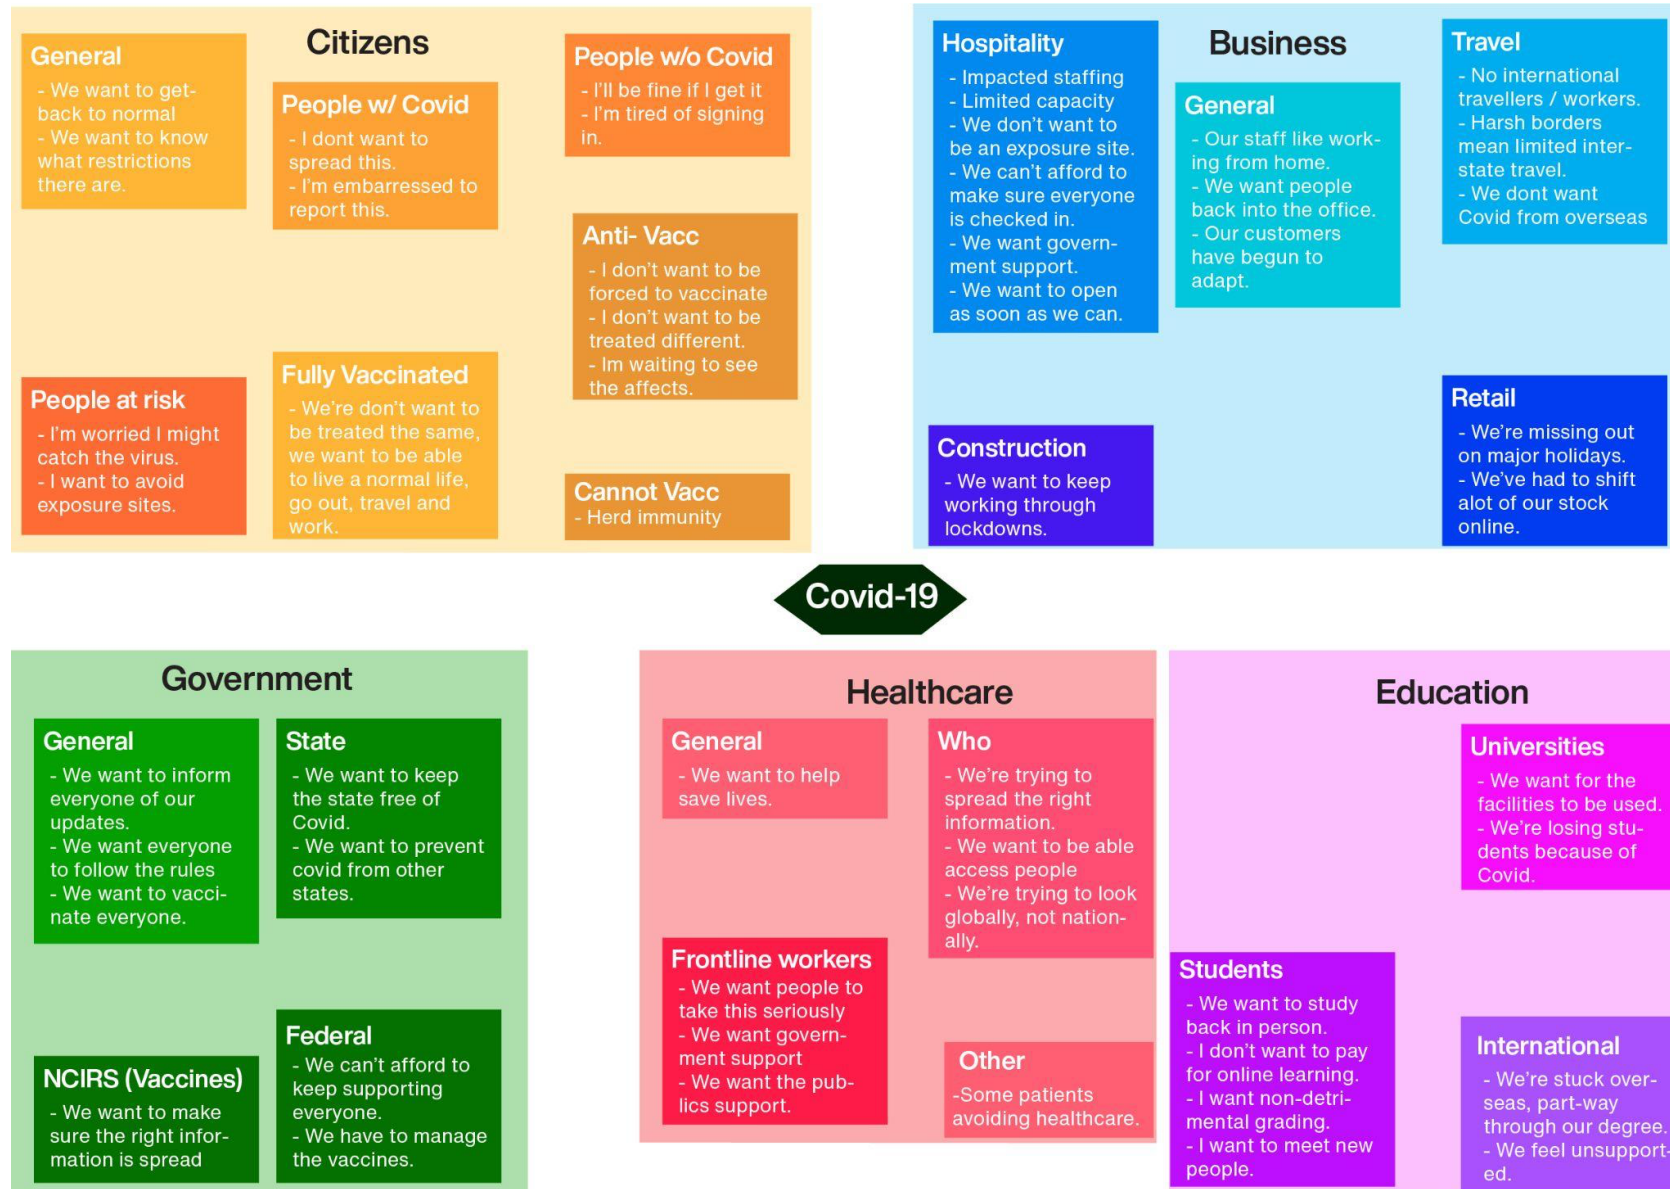 Citizens
General
- We want to get-
back to normal
- We want to know
what restrictions
there are.
People w/ Covid
- I dont want to
spread this.
- I'm embarressed to
report this.
People w/o Covid
- I'll be fine if I get it
- I'm tired of signing
in.
Anti- Vacc
- I don't want to be
forced to vaccinate
- I don't want to be
treated different.
- Im waiting to see
the affects.
People at risk
- I'm worried I might
catch the virus.
- I want to avoid
exposure sites.
Fully Vaccinated
- We're don't want to
be treated the same,
we want to be able
to live a normal life,
go out, travel and
work.
Cannot Vacc
- Herd immunity
Business
Hospitality
- Impacted staffing
- Limited capacity
- We don't want to
be an exposure site.
- We can't afford to
make sure everyone
is checked in.
- We want govern-
ment support.
- We want to open
as soon as we can.
General
- Our staff like work-
ing from home.
- We want people
back into the office.
- Our customers
have begun to
adapt.
Travel
- No international
travellers / workers.
- Harsh borders
mean limited inter-
state travel.
- We dont want
Covid from overseas
Construction
- We want to keep
working through
lockdowns.
Retail
- We're missing out
on major holidays.
- We've had to shift
alot of our stock
online.
Covid-19
Government
General
- We want to inform
everyone of our
updates.
- We want everyone
to follow the rules
- We want to vacci-
nate everyone.
State
- We want to keep
the state free of
Covid.
- We want to prevent
covid from other
states.
NCIRS (Vaccines)
- We want to make
sure the right infor-
mation is spread
Federal
- We can't afford to
keep supporting
everyone.
- We have to manage
the vaccines.
Healthcare
General
- We want to help
save lives.
Who
- We're trying to
spread the right
information.
- We want to be able
access people
- We're trying to look
globally, not nation-
ally.
Frontline workers
- We want people to
take this seriously
- We want govern-
ment support
- We want the pub-
lics support.
Other
-Some patients
avoiding healthcare.
Education
Universities
- We want for the
facilities to be used.
- We're losing stu-
dents because of
Covid.
Students
- We want to study
back in person.
- I don't want to pay
for online learning.
- I want non-detri-
mental grading.
- I want to meet new
people.
International
- We're stuck over-
seas, part-way
through our degree.
- We feel unsupport-
ed.